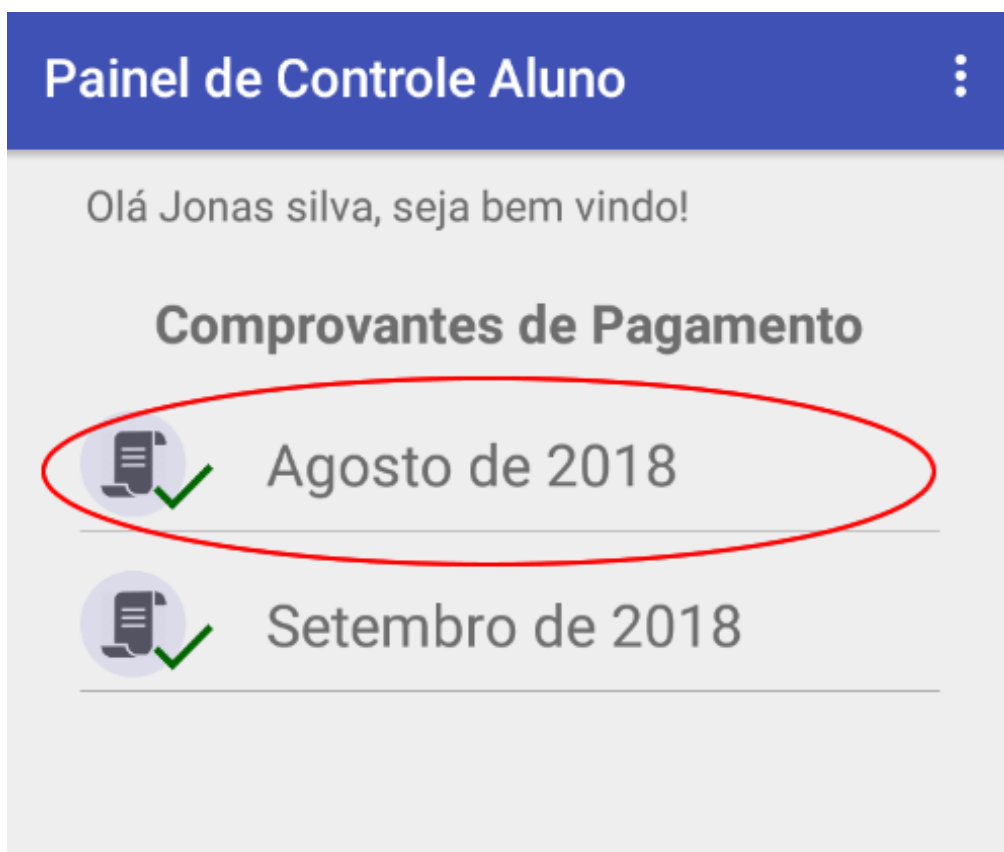 Painel de Controle Aluno
Olá Jonas silva, seja bem vindo!
Comprovantes de Pagamento
Agosto de 2018
Setembro de 2018